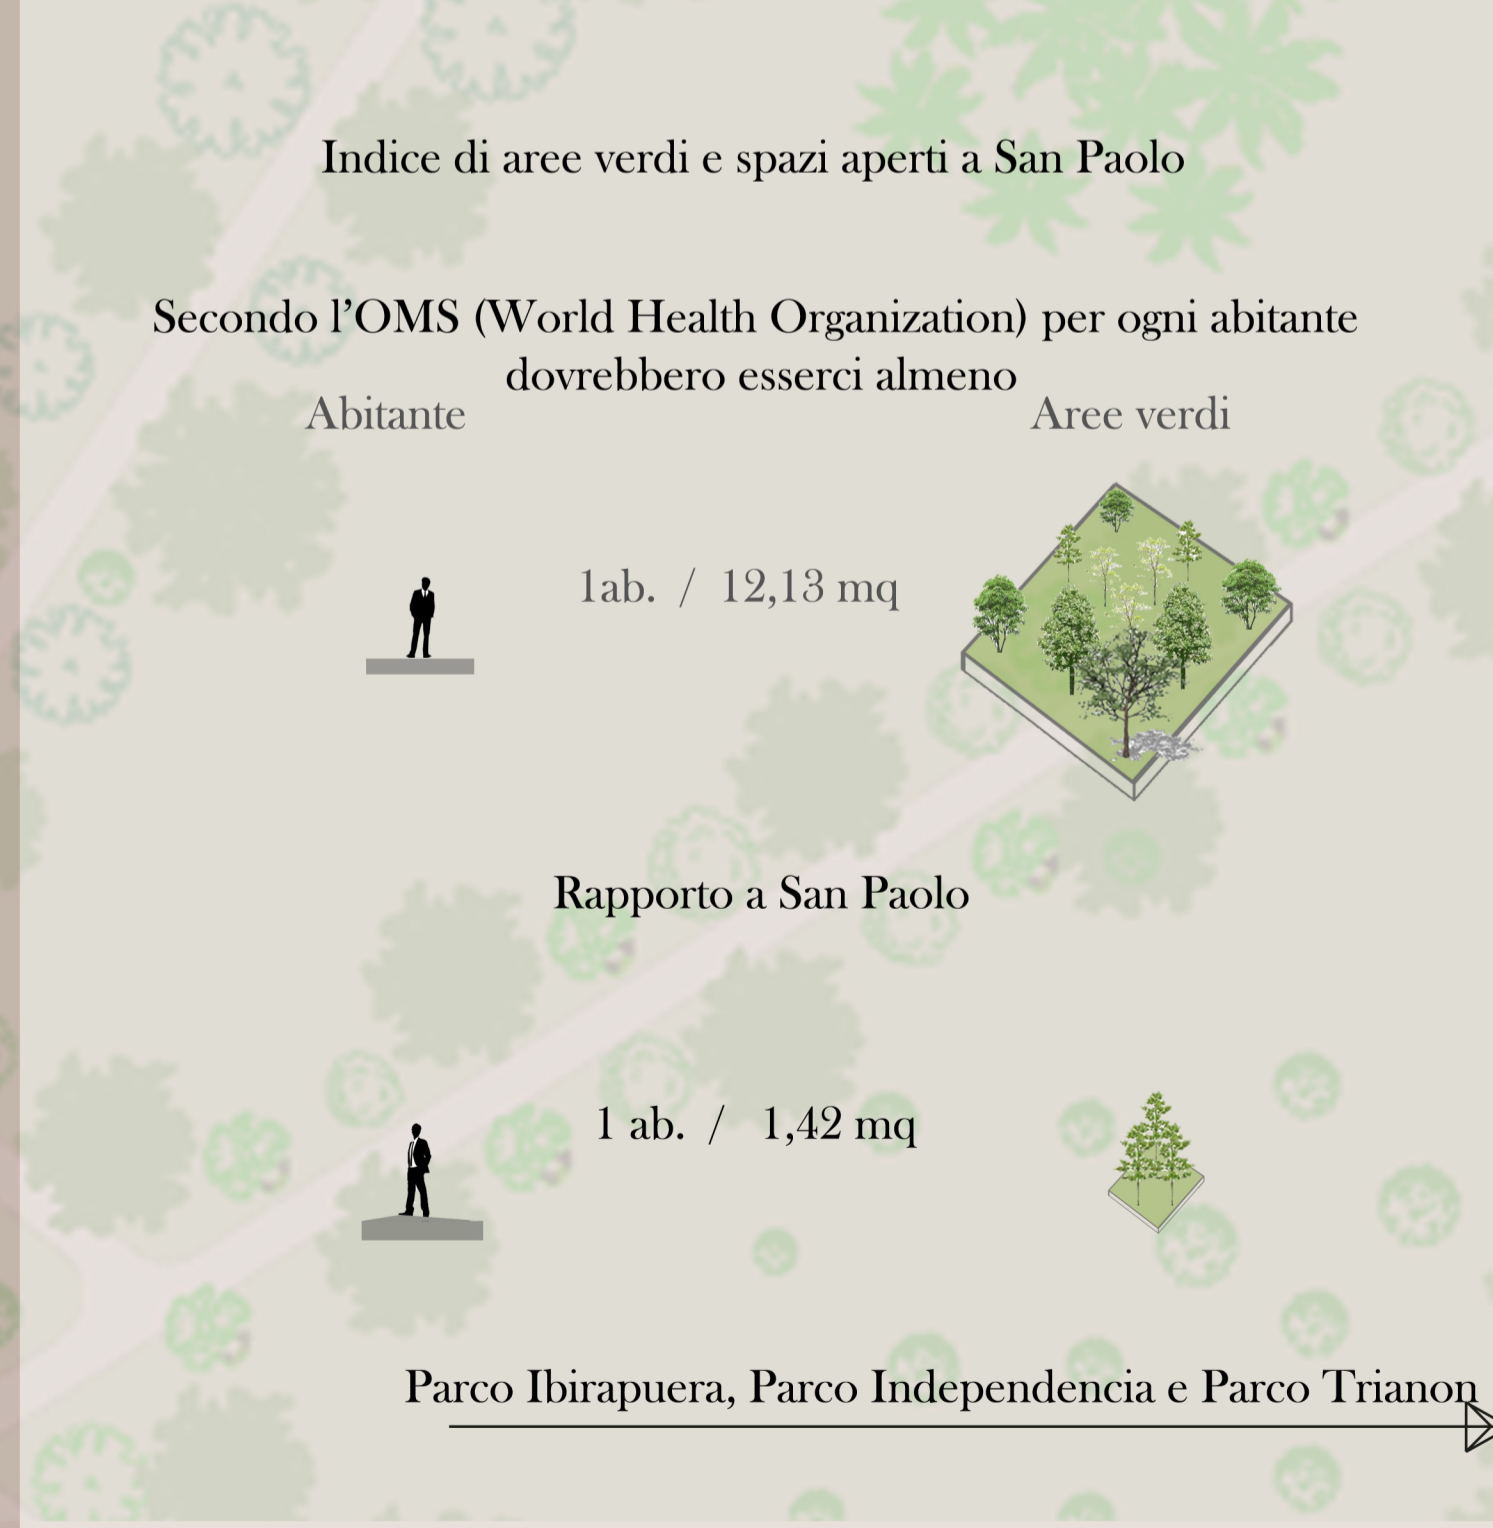 Indice di aree verdi e spazi aperti a San Paolo
Secondo l'OMS (World Health Organization) per ogni abitante
dovrebbero esserci almeno
Abitante
Aree verdi
1ab. / 12,13 mq
Rapporto a San Paolo
1 ab. / 1,42 mq
Parco Ibirapuera, Parco Independencia e Parco Trianon